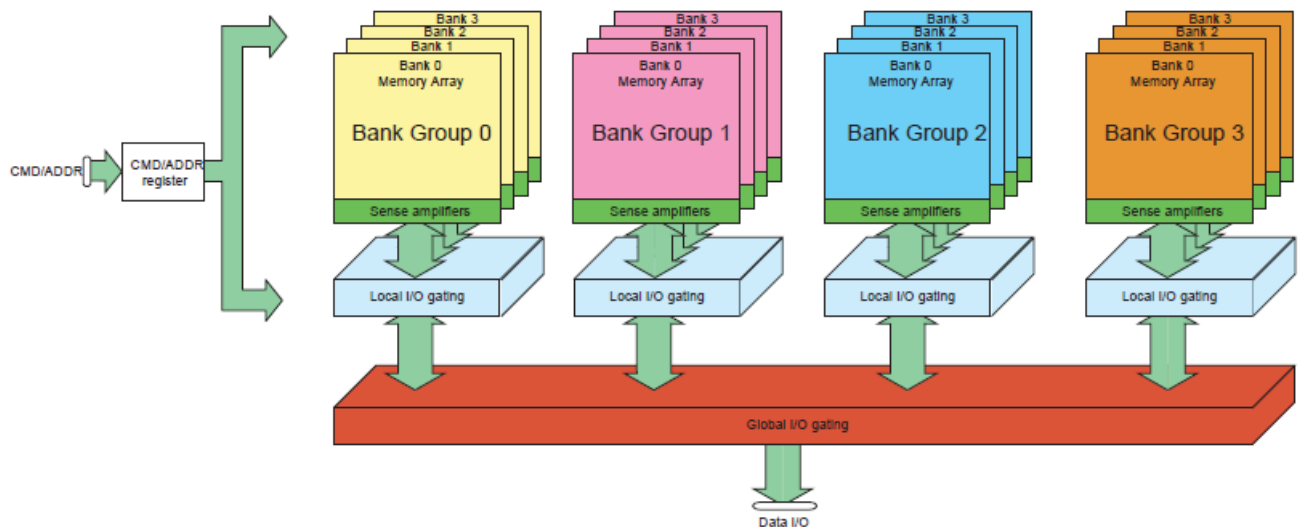 Bank 3
Bank 2
Bank 1
Bank 0
Memory Array
Bank Group 0
Sense amplifiers
Local I/O gating
Bank 3
Bank 2
Bank 1
Bank 0
Memory Array
Bank Group 1
Sense amplifiers
Local I/O gating
Bank 3
Bank 2
Bank 1
Bank 0
Memory Array
Bank Group 2
Sense amplifiers
Local I/O gating
Bank 3
Bank 2
Bank 1
Bank 0
Memory Array
Bank Group 3
Sense amplifiers
Local I/O gating
CMD/ADDR
CMD/ADDR
register
Global I/O gating
Data I/O